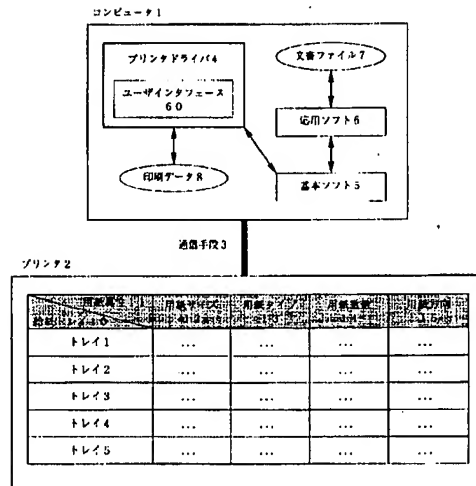 コンピュータ1
プリンタドライバ4
ユーザインタフェース
60
印刷データ8
文書ファイル7
応用ソフト6
基本ソフト5
通信手段3
プリンタ2
用紙属性
用紙サイズ
用紙タイプ
用紙重量
用紙方向
給紙トレイ
トレイ1 ... ... ... ...
トレイ2 ... ... ... ...
トレイ3 ... ... ... ...
トレイ4 ... ... ... ...
トレイ5 ... ... ... ...